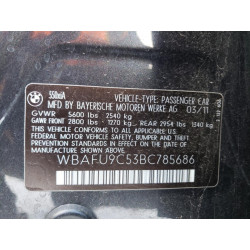 550xiA
VEHICLE-TYPE: PASSENGER CAR
MFD BY BAYERISCHE MOTOREN WERKE AG 03/11
GVWR 5600 lbs 2540 kg
GAWR FRONT 2800 lbs 1270 kg REAR 2954 lbs 1340 kg
THIS VEHICLE CONFORMS TO ALL APPLICABLE
FEDERAL MOTOR VEHICLE SAFETY, BUMPER, AND
THEFT PREVENTION STANDARDS IN EFFECT ON
THE DATE OF MANUFACTURE SHOWN ABOVE.
WBAFU9C53BC785686